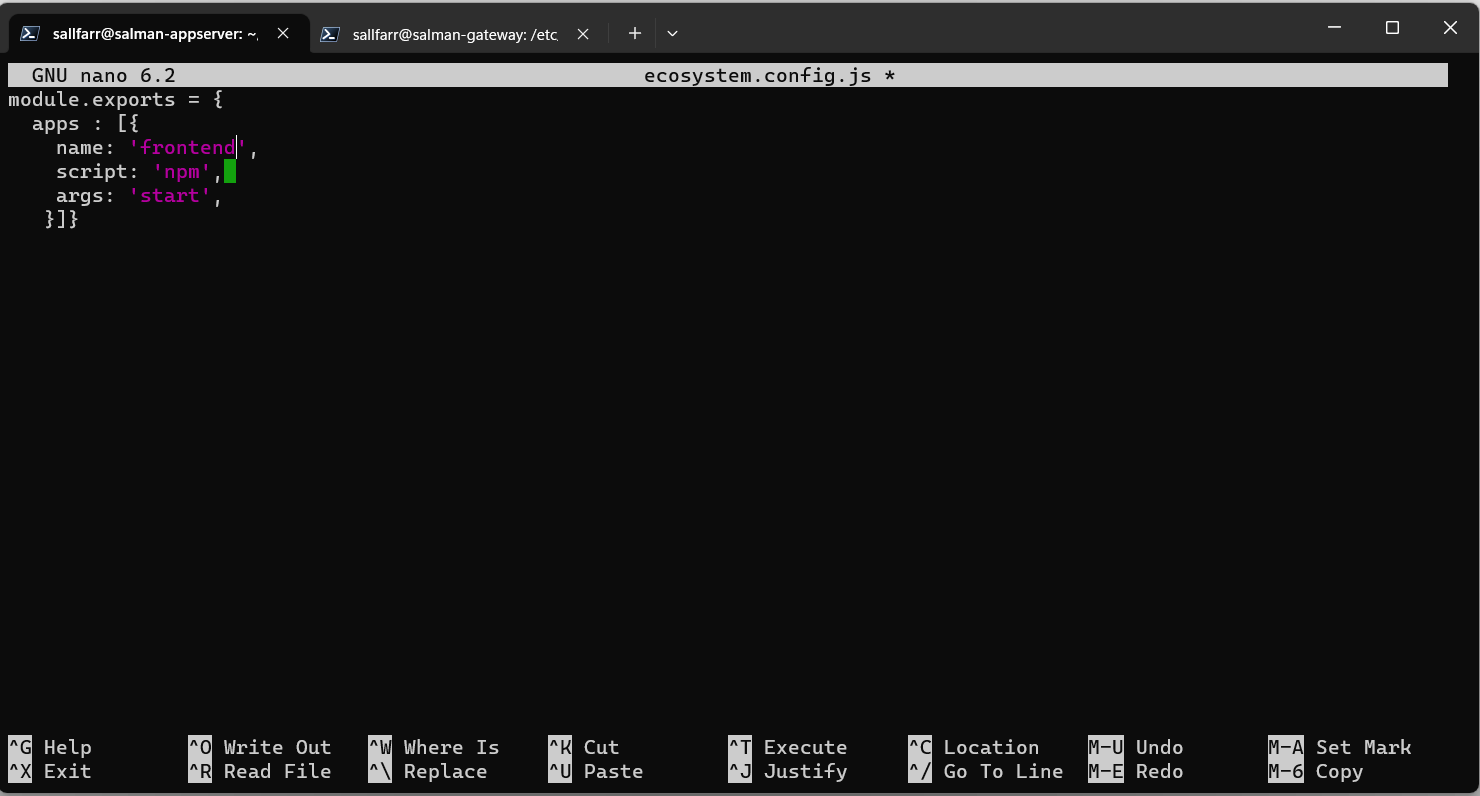 sallfarr@salman-appserver: ~,
sallfarr@salman-gateway: /etc,
GNU nano 6.2 ecosystem.config.js *
module.exports = {
  apps : [{
    name: 'frontend',
    script: 'npm',
    args: 'start',
   }]}
^G Help ^O Write Out ^W Where Is ^K Cut ^T Execute ^C Location M-U Undo M-A Set Mark
^X Exit ^R Read File ^\ Replace ^U Paste ^J Justify ^/ Go To Line M-E Redo M-6 Copy